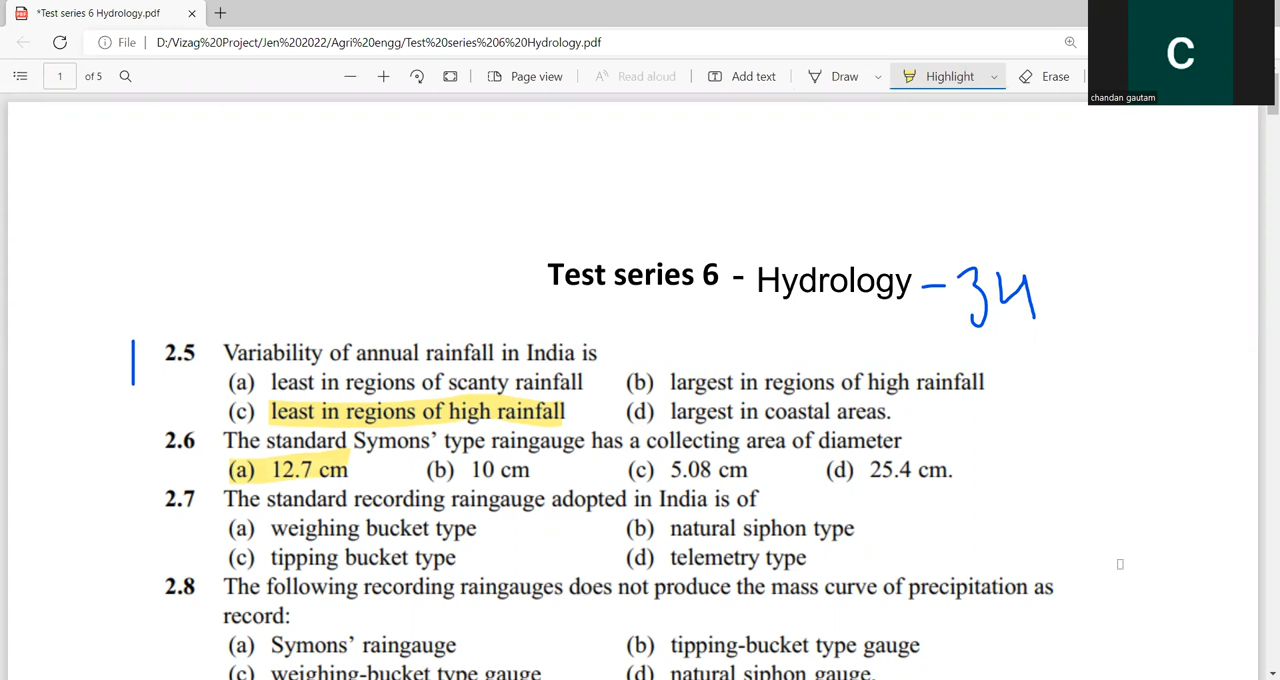 *Test series 6 Hydrology.pdf
File D:/Vizag%20Project/Jen%202022/Agri%20engg/Test%20series%206%20Hydrology.pdf
1 of 5 Page view Read aloud Add text Draw Highlight Erase
C
chandan gautam
Test series 6 - Hydrology - 34
2.5 Variability of annual rainfall in India is
(a) least in regions of scanty rainfall (b) largest in regions of high rainfall
(c) least in regions of high rainfall (d) largest in coastal areas.
2.6 The standard Symons' type raingauge has a collecting area of diameter
(a) 12.7 cm (b) 10 cm (c) 5.08 cm (d) 25.4 cm.
2.7 The standard recording raingauge adopted in India is of
(a) weighing bucket type (b) natural siphon type
(c) tipping bucket type (d) telemetry type
2.8 The following recording raingauges does not produce the mass curve of precipitation as
record:
(a) Symons' raingauge (b) tipping-bucket type gauge
(c) weighing-bucket type gauge (d) natural siphon gauge.